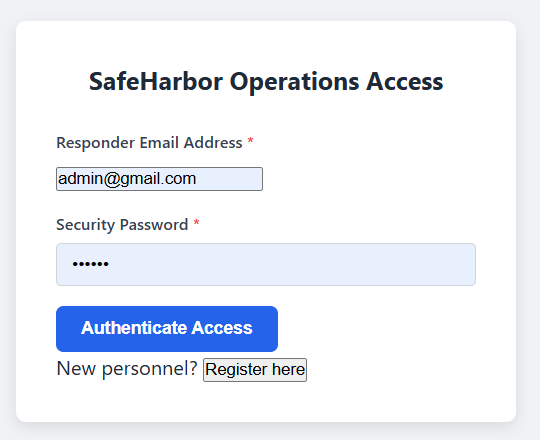 SafeHarbor Operations Access
Responder Email Address *
admin@gmail.com
Security Password *
••••••
Authenticate Access
New personnel? Register here